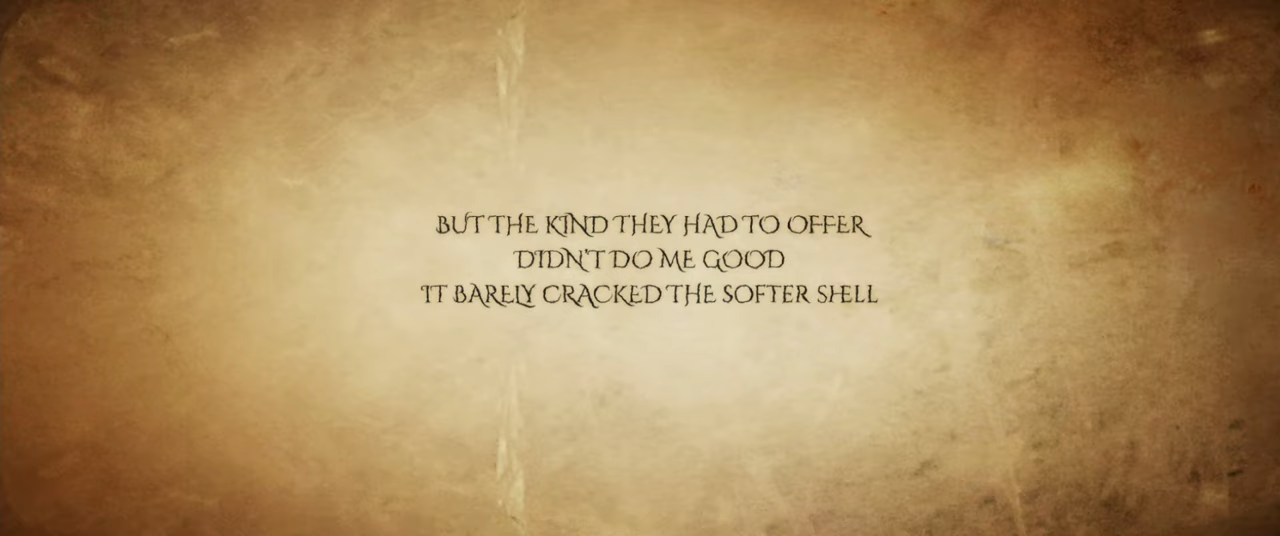 BUT THE KIND THEY HAD TO OFFER
DIDN'T DO ME GOOD
IT BARELY CRACKED THE SOFTER SHELL